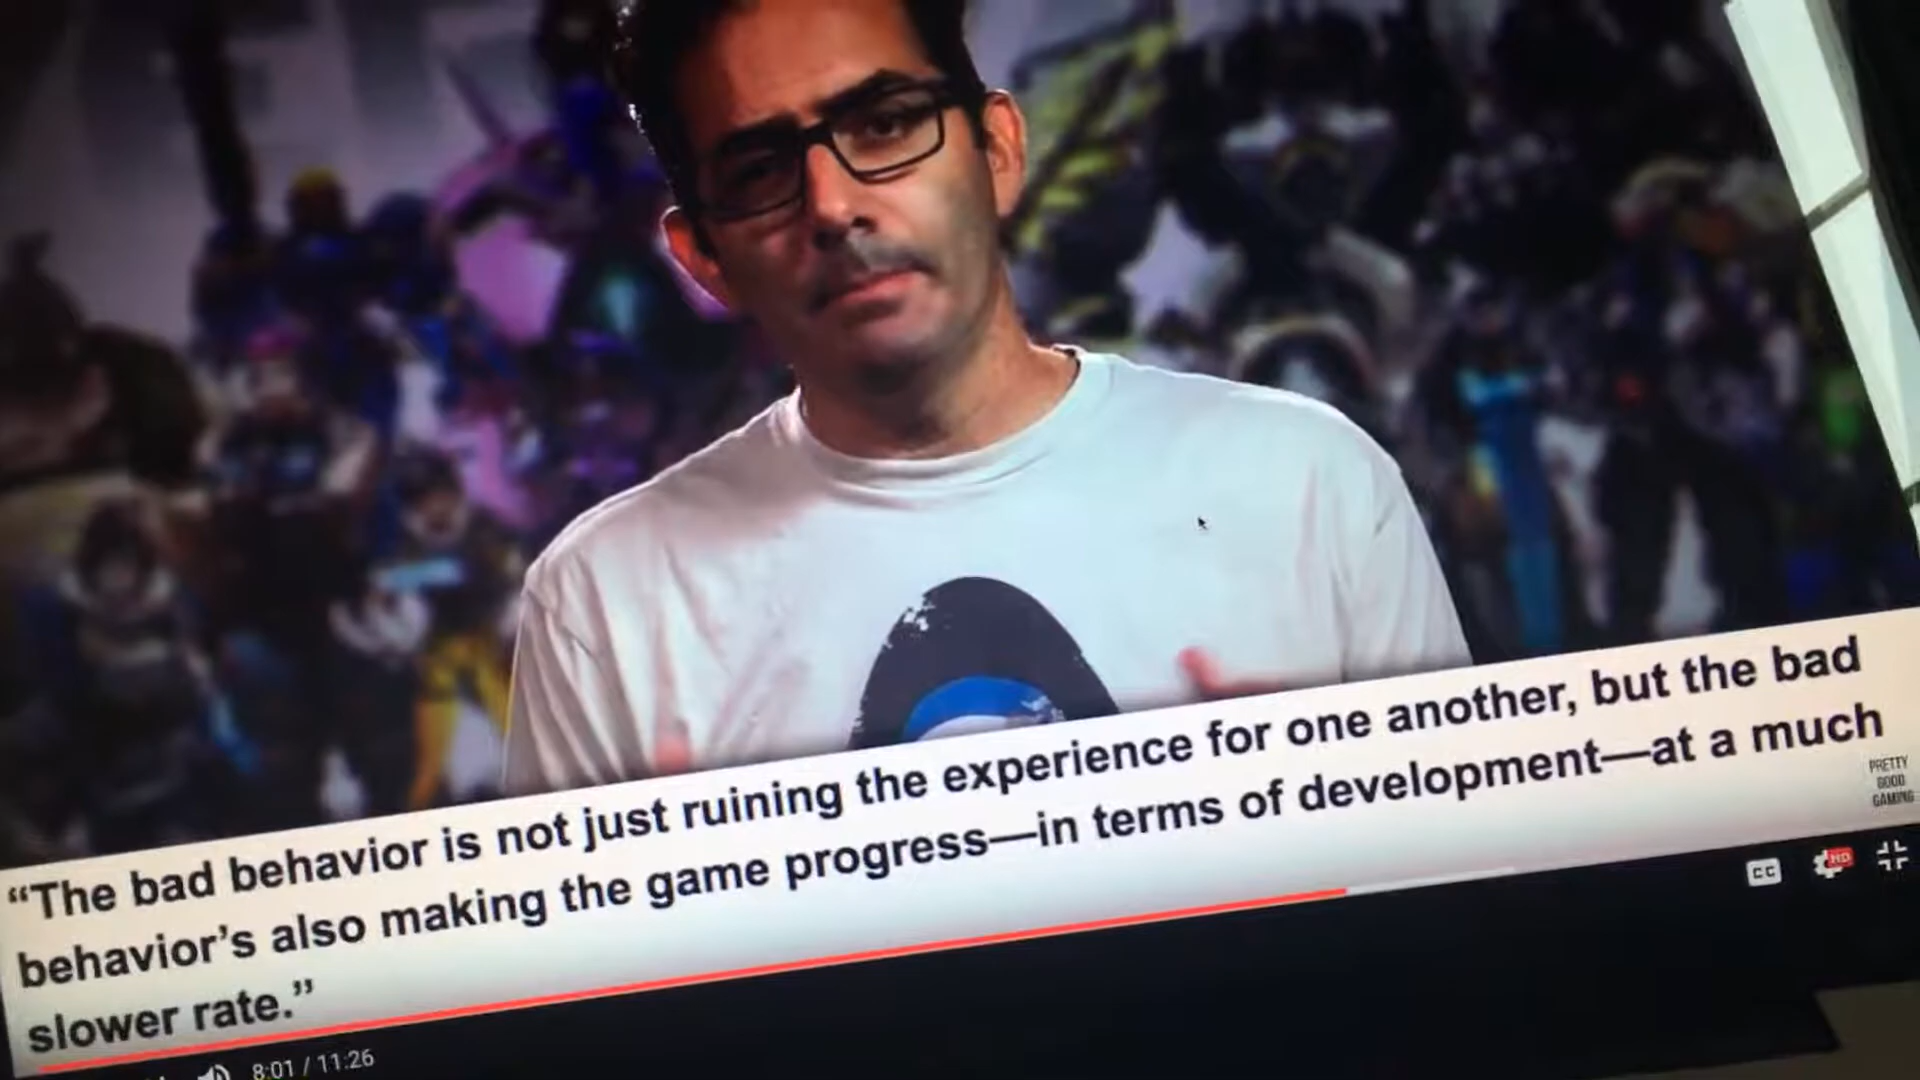 “The bad behavior is not just ruining the experience for one another, but the bad
behavior’s also making the game progress—in terms of development—at a much
slower rate.”
PRETTY
GOOD
GAMING
CC
HD
8:01 / 11:26